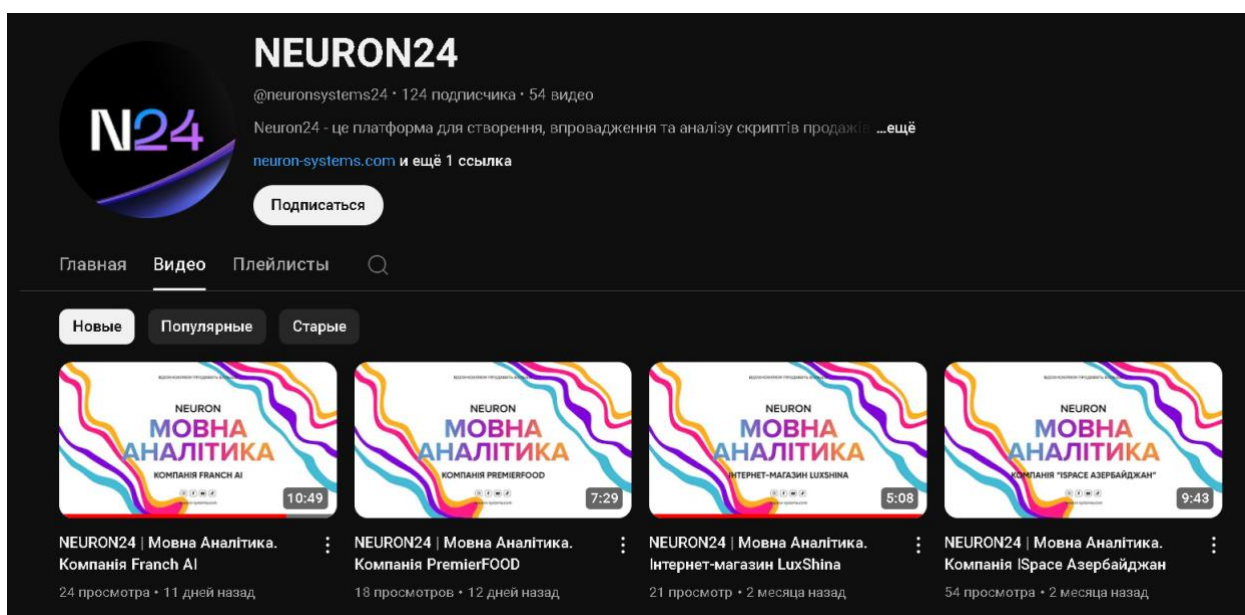 NEURON24
N24
@neuronsystems24 • 124 подписчика • 54 видео
Neuron24 - це платформа для створення, впровадження та аналізу скриптів продажів ...ещё
neuron-systems.com и ещё 1 ссылка
Подписаться
Главная Видео Плейлисты
Новые Популярные Старые
NEURON
МОВНА
АНАЛІТИКА
КОМПАНІЯ FRANCH AI
10:49
NEURON
МОВНА
АНАЛІТИКА
КОМПАНІЯ PREMIERFOOD
7:29
NEURON
МОВНА
АНАЛІТИКА
ІНТЕРНЕТ-МАГАЗИН LUXSHINA
5:08
NEURON
МОВНА
АНАЛІТИКА
КОМПАНІЯ "ISPACE АЗЕРБАЙДЖАН"
9:43
NEURON24 | Мовна Аналітика.
Компанія Franch AI
24 просмотра • 11 дней назад
NEURON24 | Мовна Аналітика.
Компанія PremierFOOD
18 просмотров • 12 дней назад
NEURON24 | Мовна Аналітика.
Інтернет-магазин LuxShina
21 просмотр • 2 месяца назад
NEURON24 | Мовна Аналітика.
Компанія ISpace Азербайджан
54 просмотра • 2 месяца назад